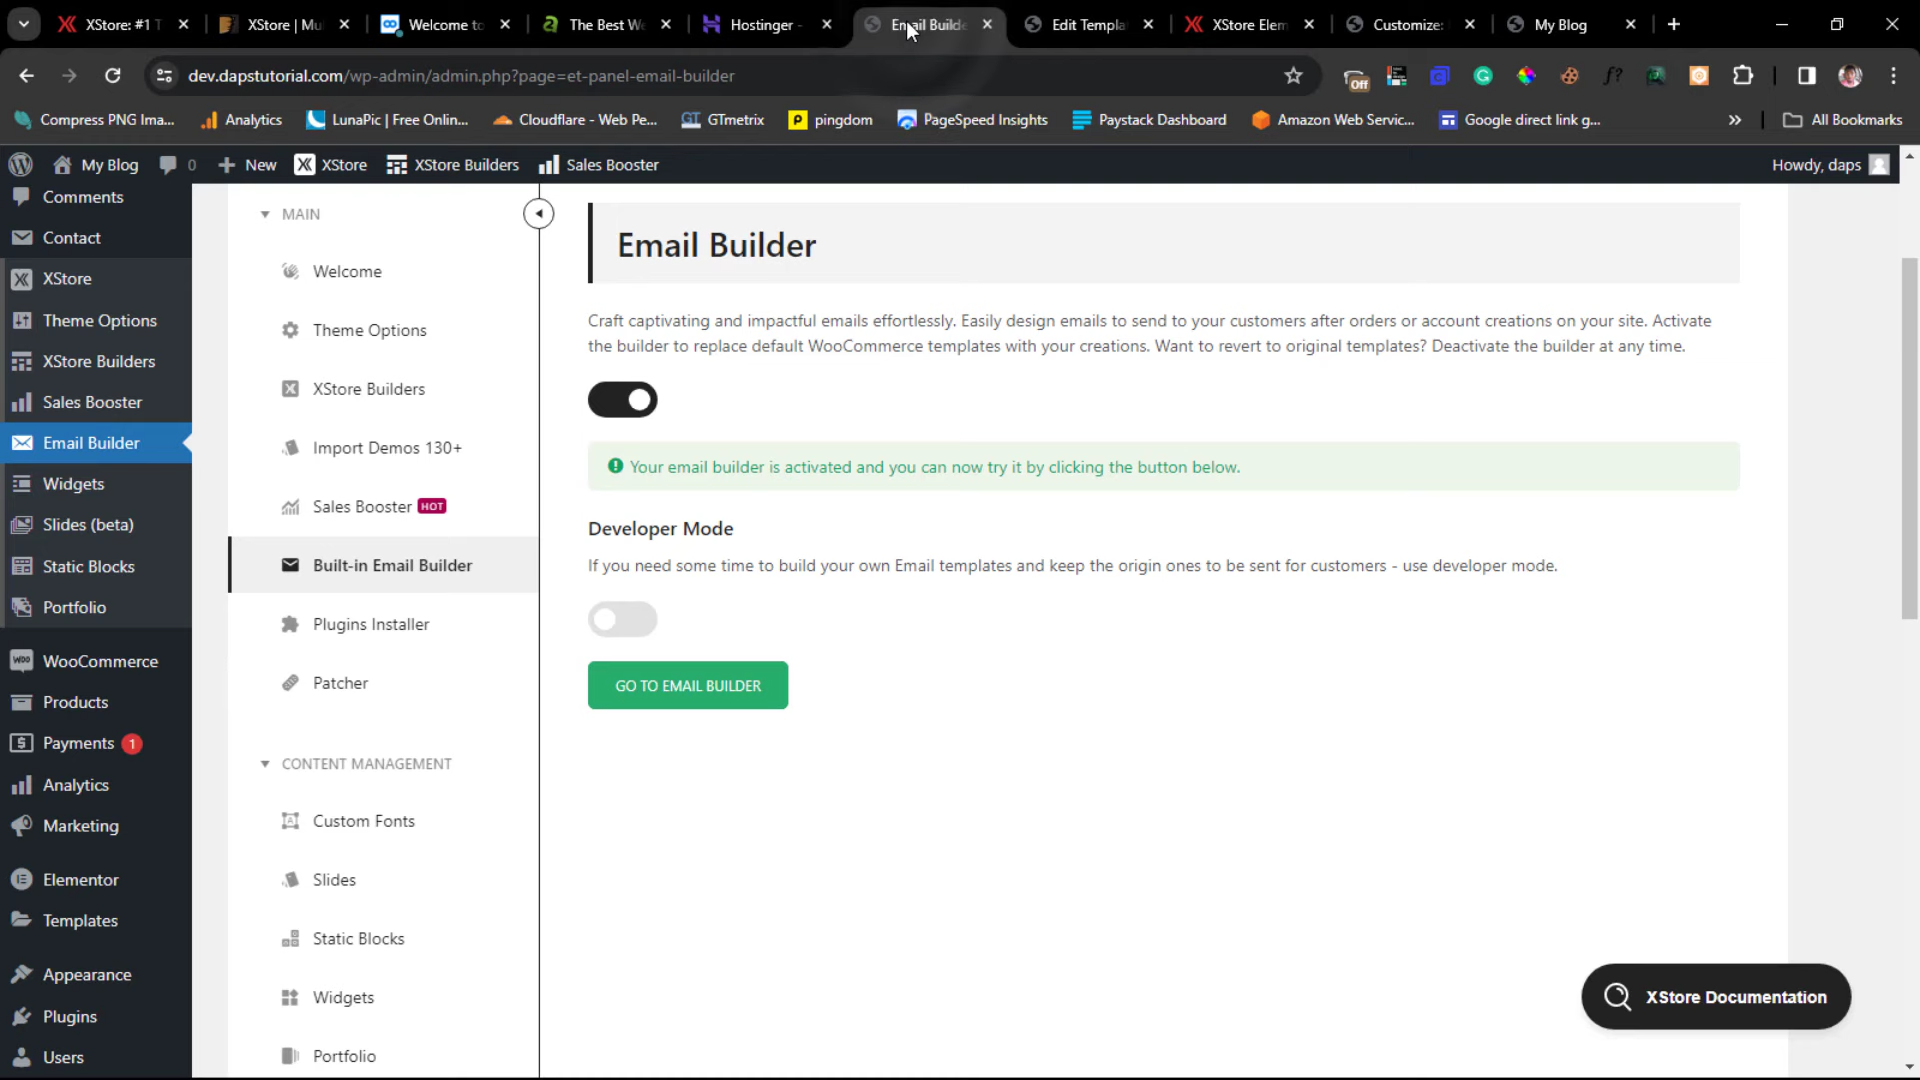 XStore: #1 T
XStore | Mul
Welcome to
The Best We
Hostinger -
Email Builde
Edit Templa
XStore Elem
Customize:
My Blog
dev.dapstutorial.com/wp-admin/admin.php?page=et-panel-email-builder
Off
Compress PNG Ima...
Analytics
LunaPic | Free Onlin...
Cloudflare - Web Pe...
GTmetrix
pingdom
PageSpeed Insights
Paystack Dashboard
Amazon Web Servic...
Google direct link g...
All Bookmarks
My Blog
0
New
XStore
XStore Builders
Sales Booster
Howdy, daps
Comments
Contact
XStore
Theme Options
XStore Builders
Sales Booster
Email Builder
Widgets
Slides (beta)
Static Blocks
Portfolio
WooCommerce
Products
Payments 1
Analytics
Marketing
Elementor
Templates
Appearance
Plugins
Users
MAIN
Welcome
Theme Options
XStore Builders
Import Demos 130+
Sales Booster HOT
Built-in Email Builder
Plugins Installer
Patcher
CONTENT MANAGEMENT
Custom Fonts
Slides
Static Blocks
Widgets
Portfolio
Email Builder
Craft captivating and impactful emails effortlessly. Easily design emails to send to your customers after orders or account creations on your site. Activate
the builder to replace default WooCommerce templates with your creations. Want to revert to original templates? Deactivate the builder at any time.
Your email builder is activated and you can now try it by clicking the button below.
Developer Mode
If you need some time to build your own Email templates and keep the origin ones to be sent for customers - use developer mode.
GO TO EMAIL BUILDER
XStore Documentation